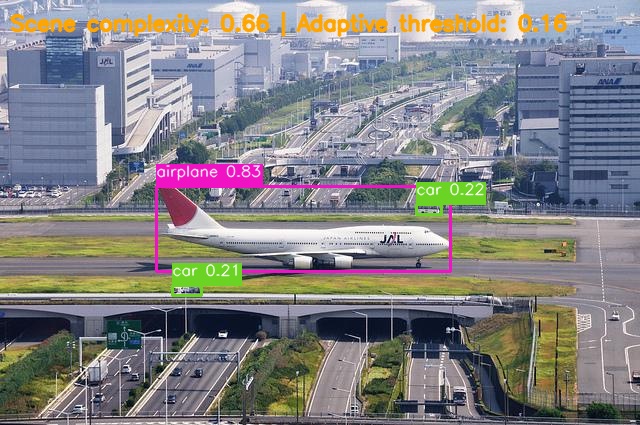 Scene complexity: 0.66 | Adaptive threshold: 0.16
JAL
ANA
ANA
airplane 0.83
car 0.22
JAPAN AIRLINES
JAL
car 0.21